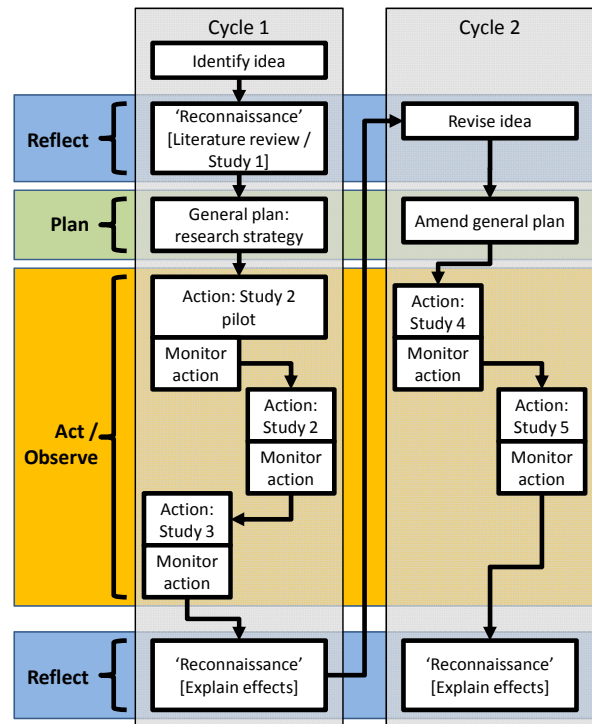 Cycle 1
Cycle 2
Identify idea
Reflect
‘Reconnaissance’
[Literature review /
Study 1]
Revise idea
Plan
General plan:
research strategy
Amend general plan
Act /
Observe
Action: Study 2
pilot
Monitor
action
Action:
Study 2
Monitor
action
Action:
Study 3
Monitor
action
Action:
Study 4
Monitor
action
Action:
Study 5
Monitor
action
Reflect
‘Reconnaissance’
[Explain effects]
‘Reconnaissance’
[Explain effects]